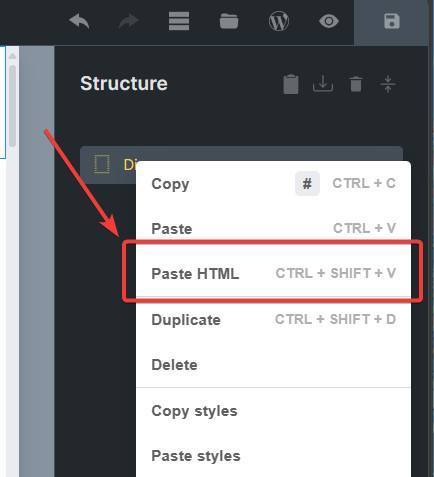 Structure
Di
Copy # CTRL + C
Paste CTRL + V
Paste HTML CTRL + SHIFT + V
Duplicate CTRL + SHIFT + D
Delete
Copy styles
Paste styles